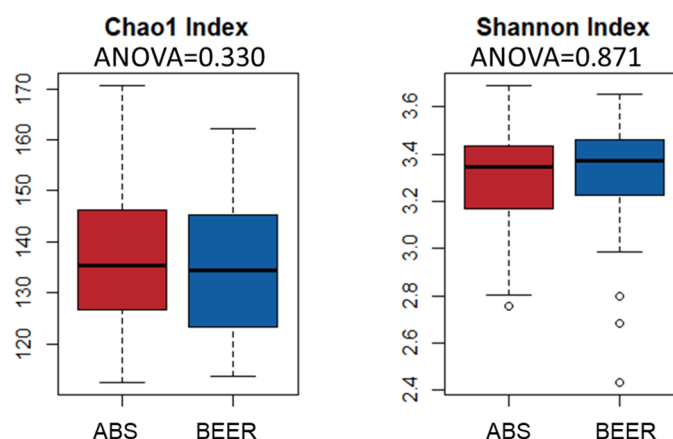 Chao1 Index
ANOVA=0.330
170
160
150
140
130
120
ABS BEER
Shannon Index
ANOVA=0.871
3.6
3.4
3.2
3.0
2.8
2.6
2.4
ABS BEER